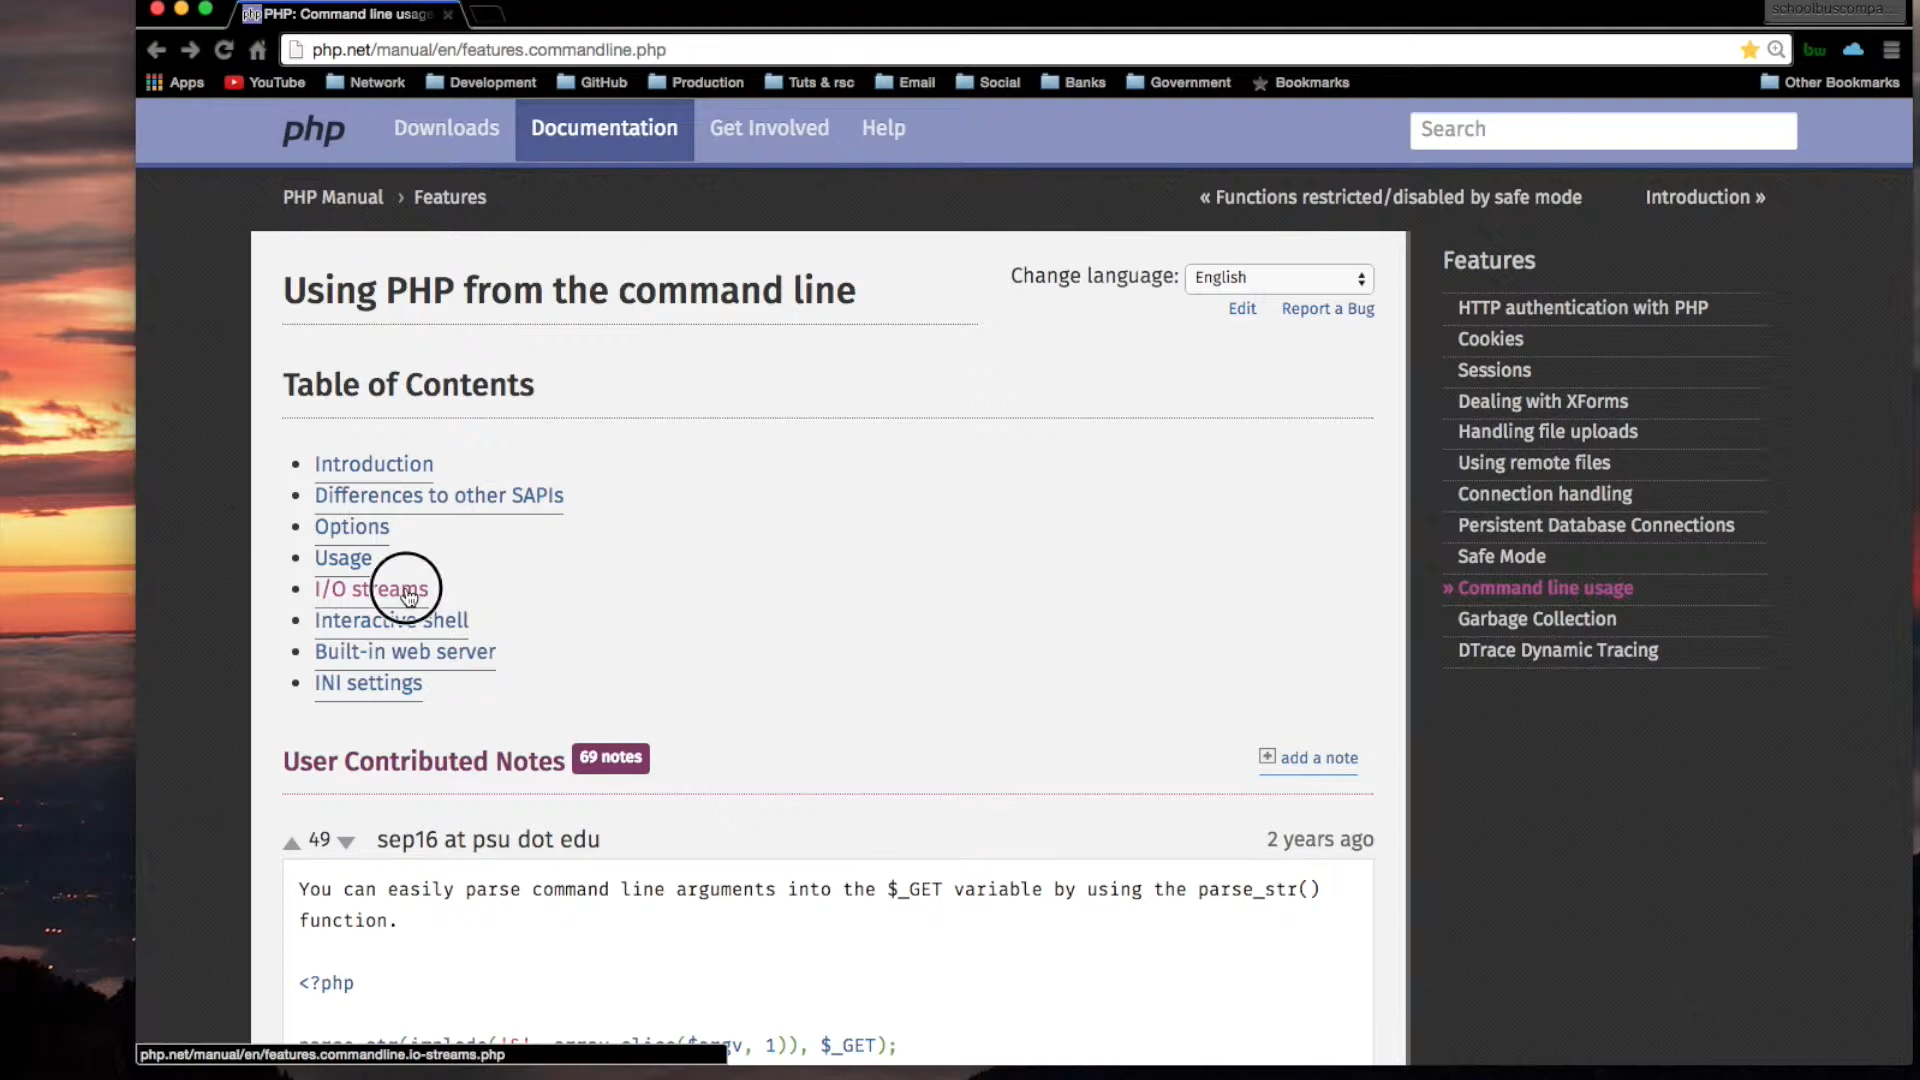 PHP: Command line usage
schoolbuscompa...
php.net/manual/en/features.commandline.php
bw
Apps YouTube Network Development GitHub Production Tuts & rsc Email Social Banks Government Bookmarks Other Bookmarks
php Downloads Documentation Get Involved Help Search
PHP Manual › Features « Functions restricted/disabled by safe mode Introduction »
Using PHP from the command line
Change language: English
Edit Report a Bug
Table of Contents
• Introduction
• Differences to other SAPIs
• Options
• Usage
• I/O streams
• Interactive shell
• Built-in web server
• INI settings
Features
HTTP authentication with PHP
Cookies
Sessions
Dealing with XForms
Handling file uploads
Using remote files
Connection handling
Persistent Database Connections
Safe Mode
» Command line usage
Garbage Collection
DTrace Dynamic Tracing
User Contributed Notes 69 notes
add a note
49 sep16 at psu dot edu 2 years ago
You can easily parse command line arguments into the $_GET variable by using the parse_str()
function.
<?php
1)), $_GET);
php.net/manual/en/features.commandline.io-streams.php